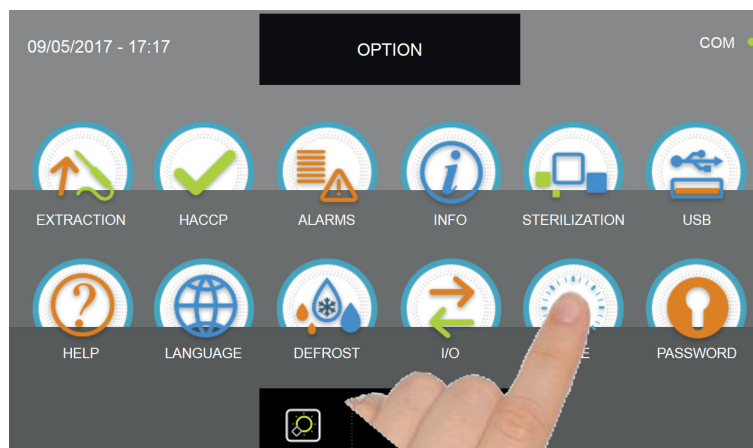 09/05/2017 - 17:17
OPTION
COM
EXTRACTION
HACCP
ALARMS
INFO
STERILIZATION
USB
HELP
LANGUAGE
DEFROST
I/O
PASSWORD